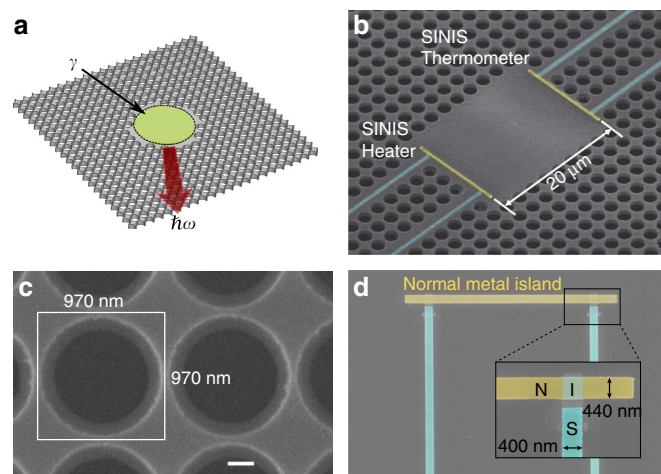 a
γ
ħω
b
SINIS
Thermometer
SINIS
Heater
20 μm
c
970 nm
970 nm
d
Normal metal island
N
I
S
440 nm
400 nm